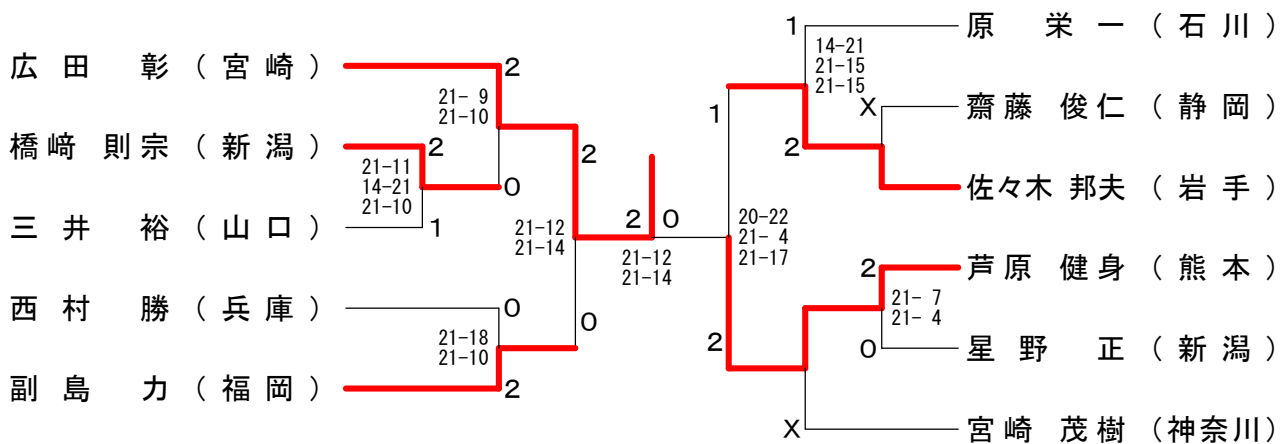 広田 彰 (宮崎)
2
21- 9
21-10
橋﨑 則宗 (新潟)
2
21-11
14-21
21-10
0
三井 裕 (山口)
1
2
21-12
21-14
西村 勝 (兵庫)
0
21-18
21-10
0
副島 力 (福岡)
2
2
0
21-12
21-14
1
原 栄一 (石川)
14-21
21-15
21-15
1
X
齋藤 俊仁 (静岡)
2
佐々木 邦夫 (岩手)
20-22
21- 4
21-17
2
芦原 健身 (熊本)
21- 7
21- 4
2
0
星野 正 (新潟)
X
宮崎 茂樹 (神奈川)